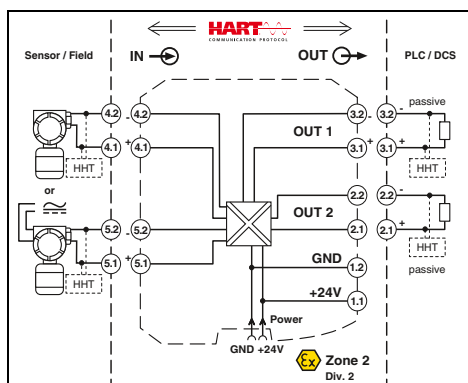 HART
COMMUNICATION PROTOCOL
Sensor / Field
IN
OUT
PLC / DCS
4.2
4.2
-
3.2
-
3.2
-
passive
OUT 1
4.1
+
4.1
3.1
+
3.1
+
HHT
HHT
or
2.2
2.2
-
5.2
-
5.2
OUT 2
2.1
2.1
+
HHT
5.1
+
5.1
GND
1.2
passive
HHT
+24V
1.1
Power
GND +24V
Ex
Zone 2
Div. 2